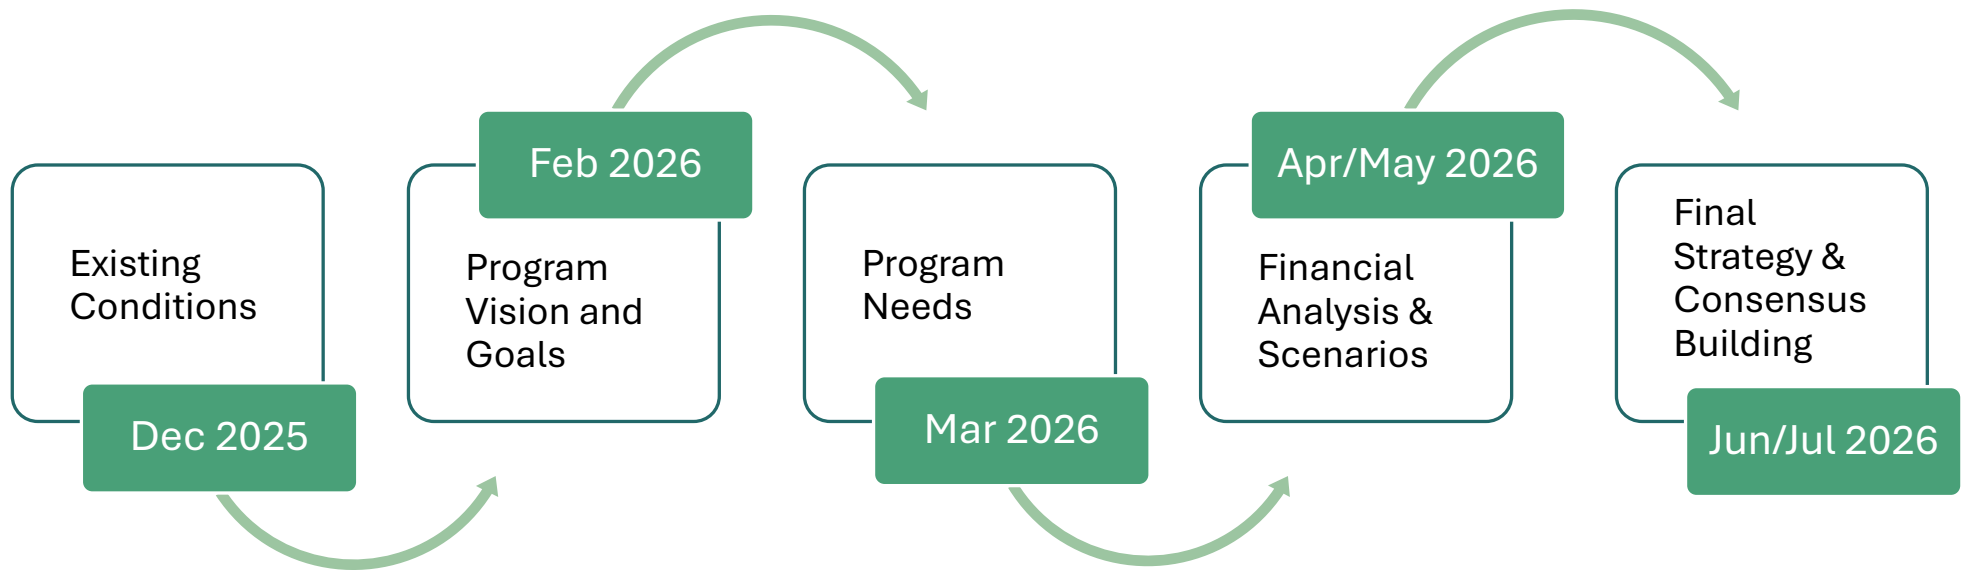 Existing
Conditions
Dec 2025
Feb 2026
Program
Vision and
Goals
Program
Needs
Mar 2026
Apr/May 2026
Financial
Analysis &
Scenarios
Final
Strategy &
Consensus
Building
Jun/Jul 2026